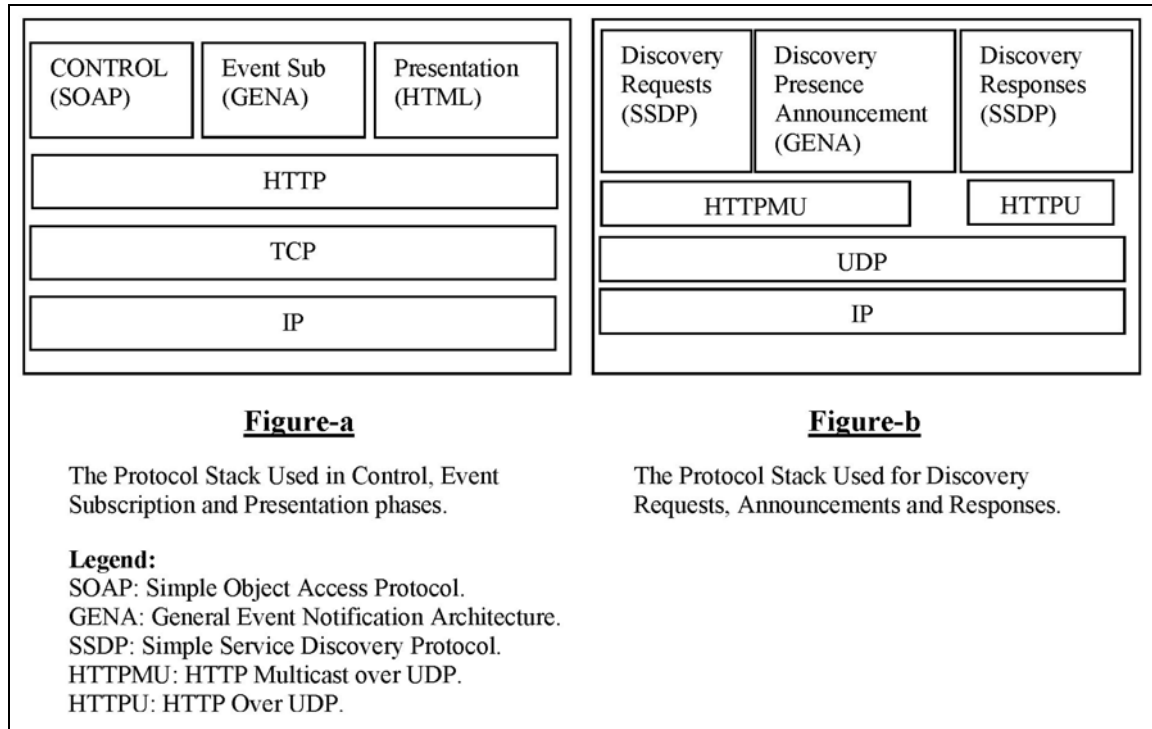 CONTROL
(SOAP)
Event Sub
(GENA)
Presentation
(HTML)
HTTP
TCP
IP
Discovery
Requests
(SSDP)
Discovery
Presence
Announcement
(GENA)
Discovery
Responses
(SSDP)
HTTPMU
HTTPU
UDP
IP
Figure-a
The Protocol Stack Used in Control, Event
Subscription and Presentation phases.
Figure-b
The Protocol Stack Used for Discovery
Requests, Announcements and Responses.
Legend:
SOAP: Simple Object Access Protocol.
GENA: General Event Notification Architecture.
SSDP: Simple Service Discovery Protocol.
HTTPMU: HTTP Multicast over UDP.
HTTPU: HTTP Over UDP.